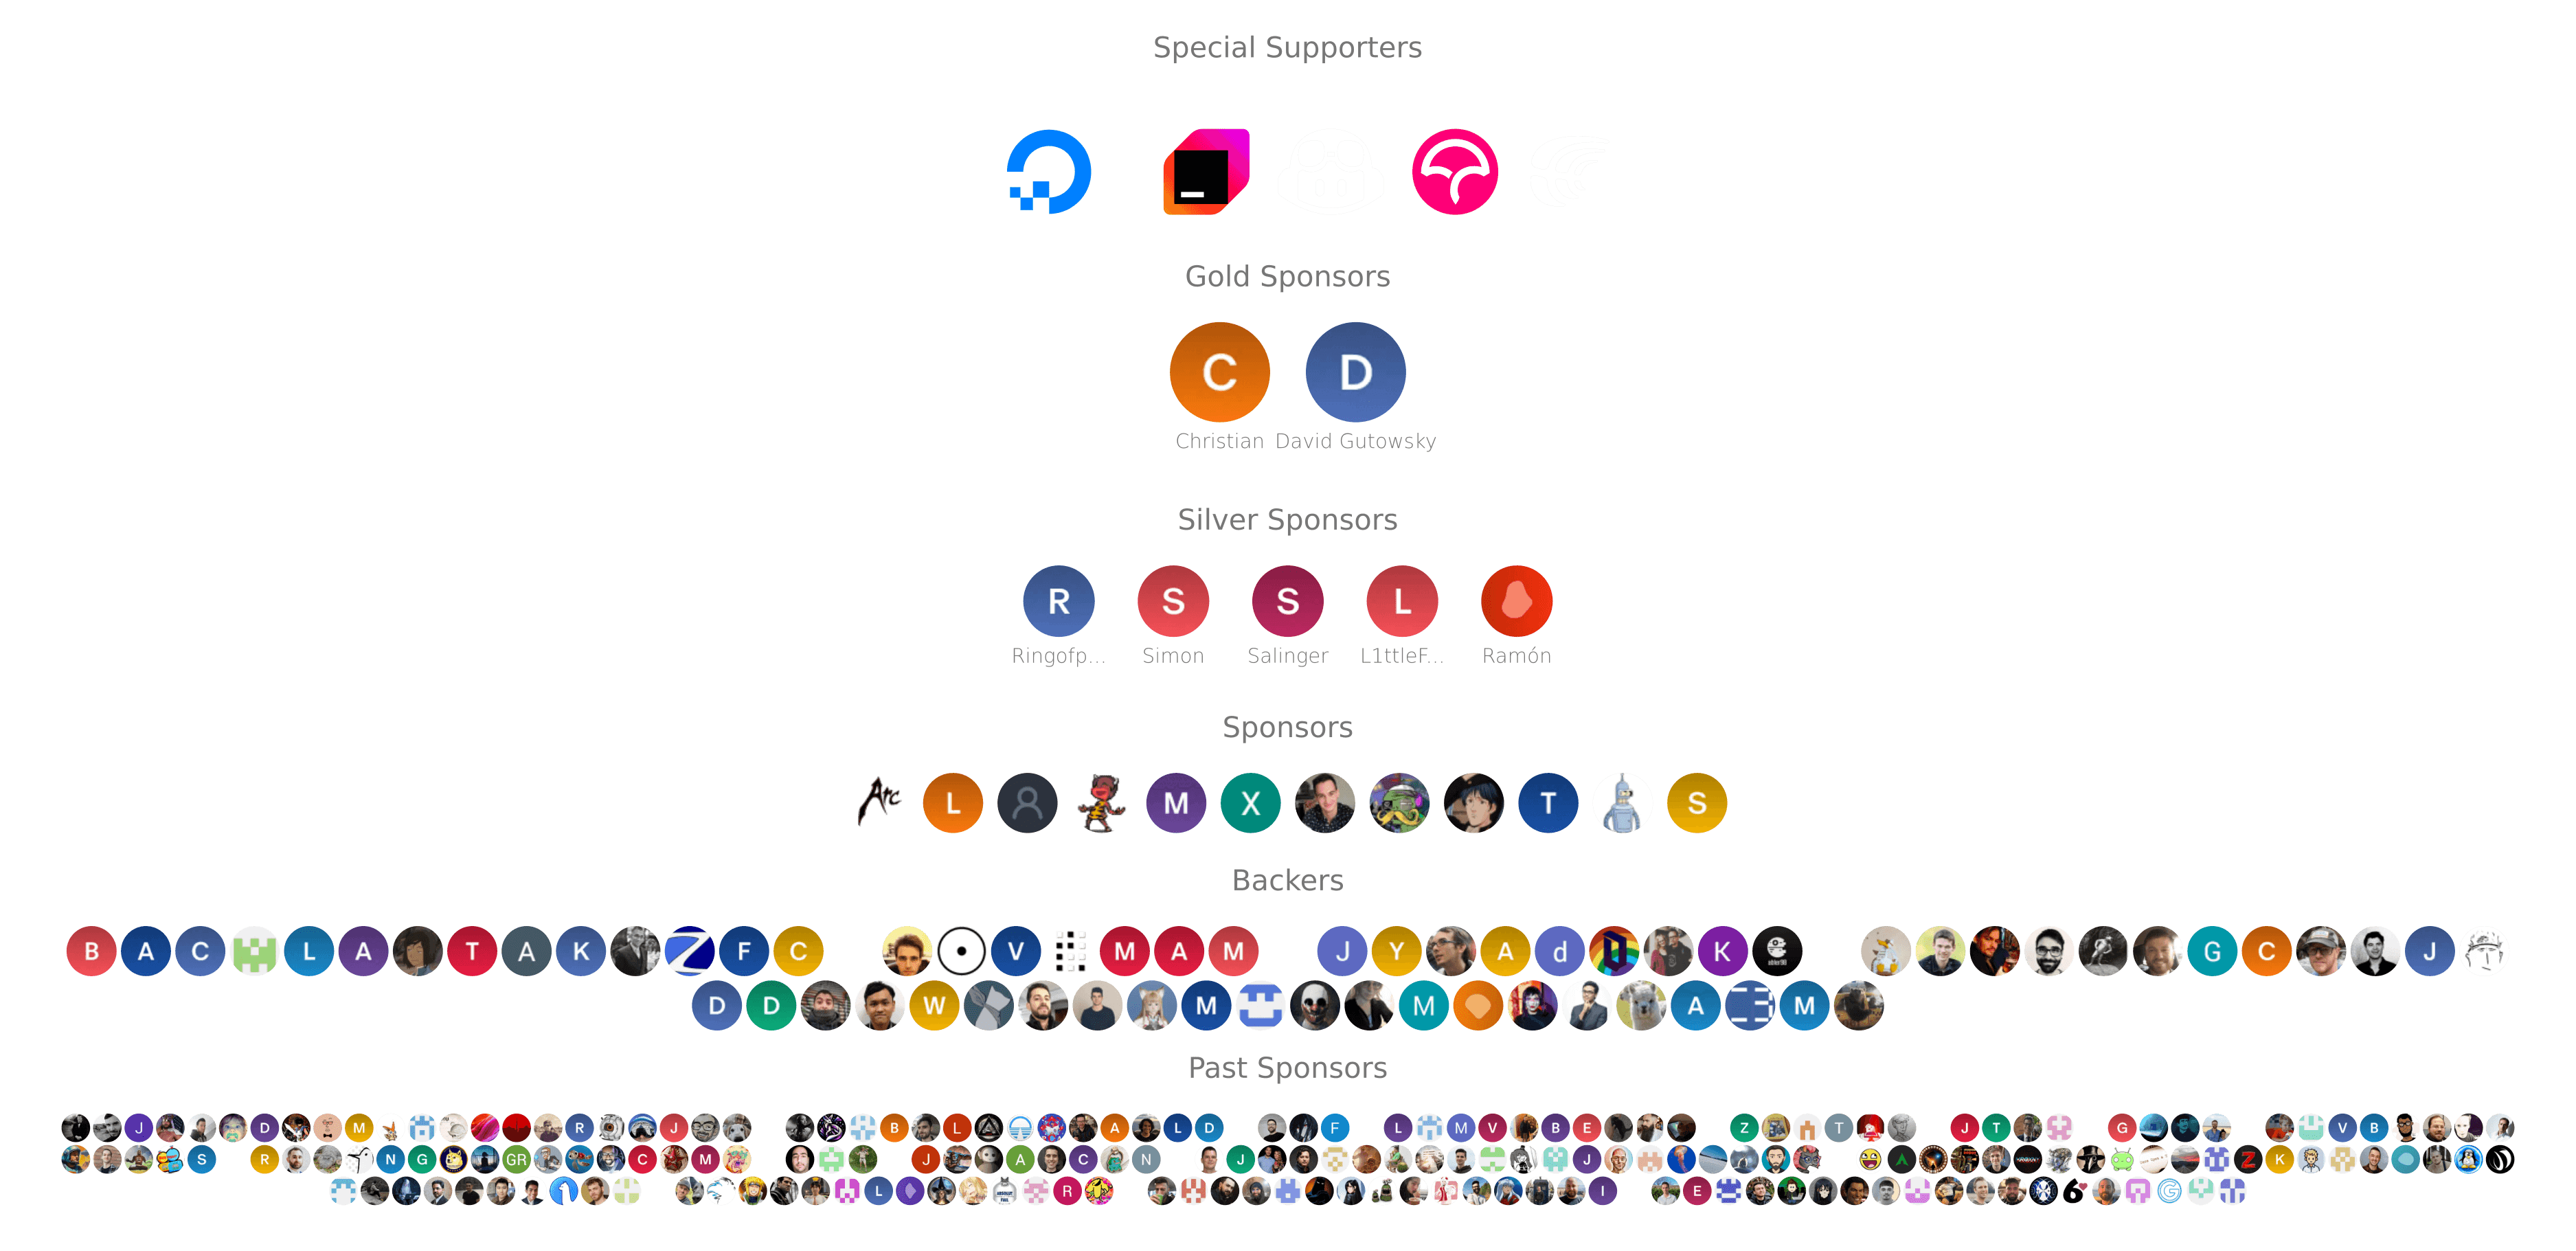 Special Supporters
Gold Sponsors
C D
Christian David Gutowsky
Silver Sponsors
R S S L
Ringofp... Simon Salinger L1ttleF... Ramón
Sponsors
Arc L M X T S
Backers
B A C L A T A K F C V M A M J Y A d K G C J
D D W M M A M
Past Sponsors
J D M R J B L A L D F L M V B E Z T J T G V B
S R N G GR C M J A C N J J K
L R I E